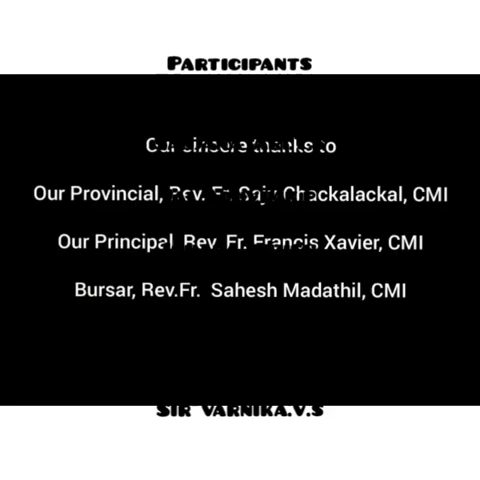 PARTICIPANTS
Our sincere thanks to
Our Provincial, Rev. Fr. Saju Chackalackal, CMI
Our Principal, Rev. Fr. Francis Xavier, CMI
Bursar, Rev.Fr. Sahesh Madathil, CMI
SIR VARNIKA.V.S